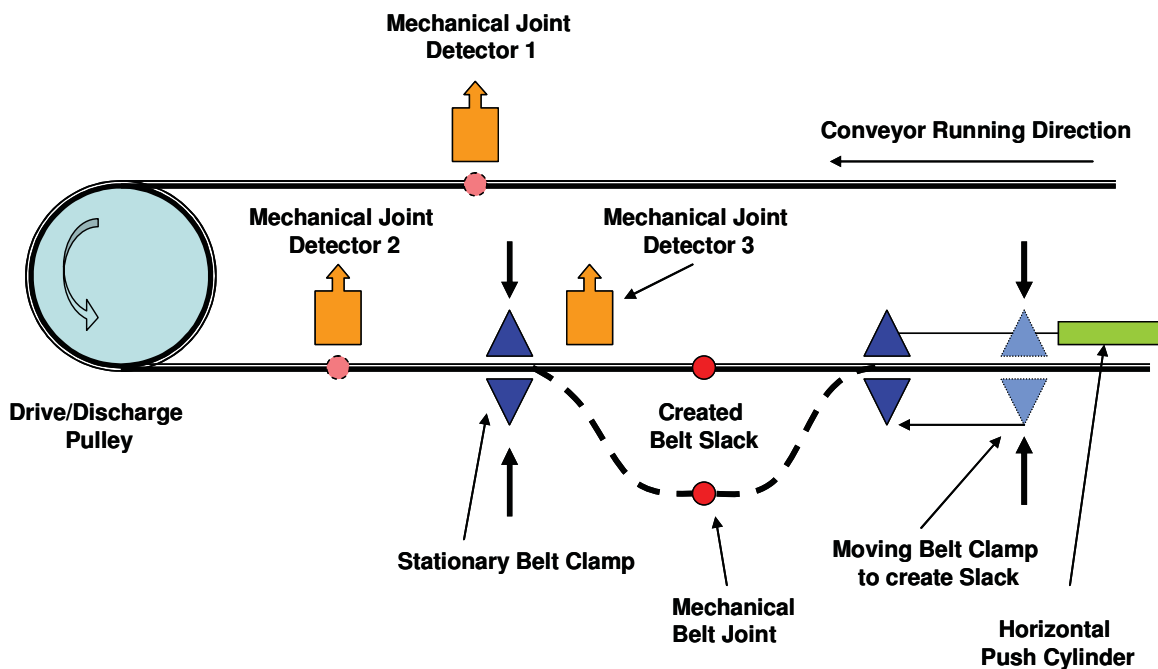 Mechanical Joint
Detector 1
Conveyor Running Direction
Mechanical Joint
Detector 2
Mechanical Joint
Detector 3
Drive/Discharge
Pulley
Created
Belt Slack
Stationary Belt Clamp
Moving Belt Clamp
to create Slack
Mechanical
Belt Joint
Horizontal
Push Cylinder